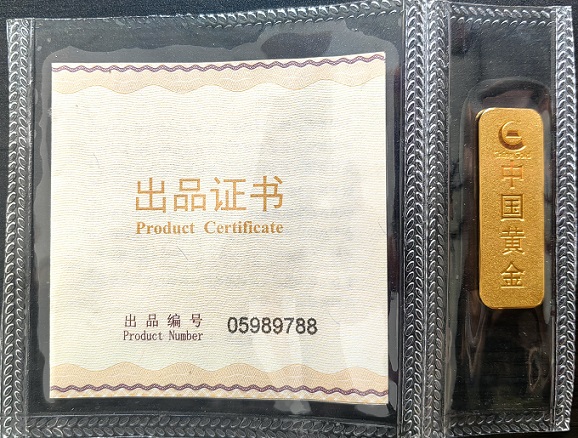 出品证书
Product Certificate
出品编号
Product Number
05989788
中国黄金